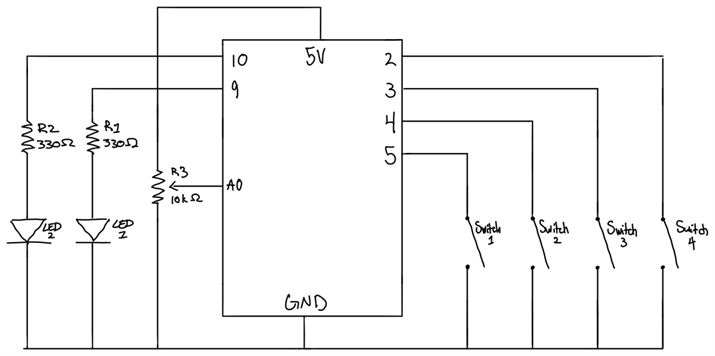 5V
10
9
A0
2
3
4
5
GND
R2
330Ω
R1
330Ω
R3
10kΩ
LED
2
LED
1
Switch
1
Switch
2
Switch
3
Switch
4